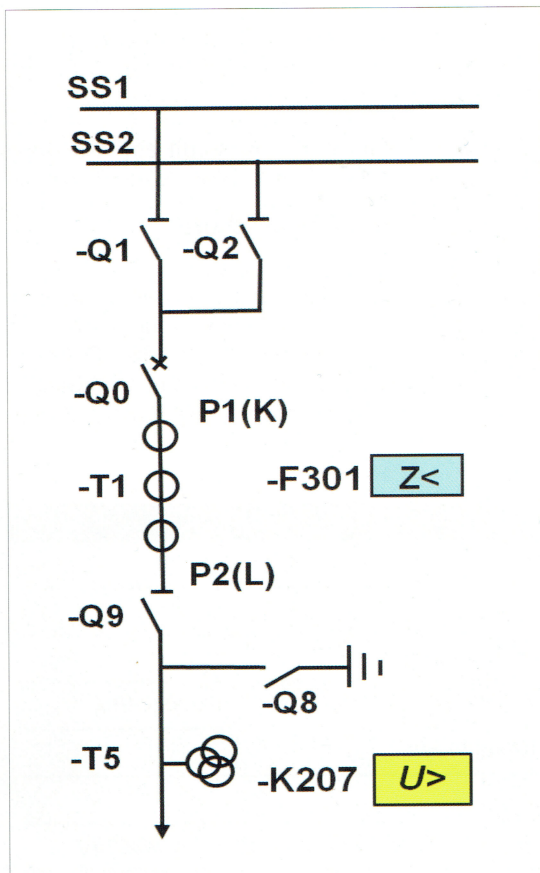 SS1
SS2
-Q1
-Q2
-Q0
P1(K)
-T1
-F301
Z<
P2(L)
-Q9
-Q8
-T5
-K207
U>